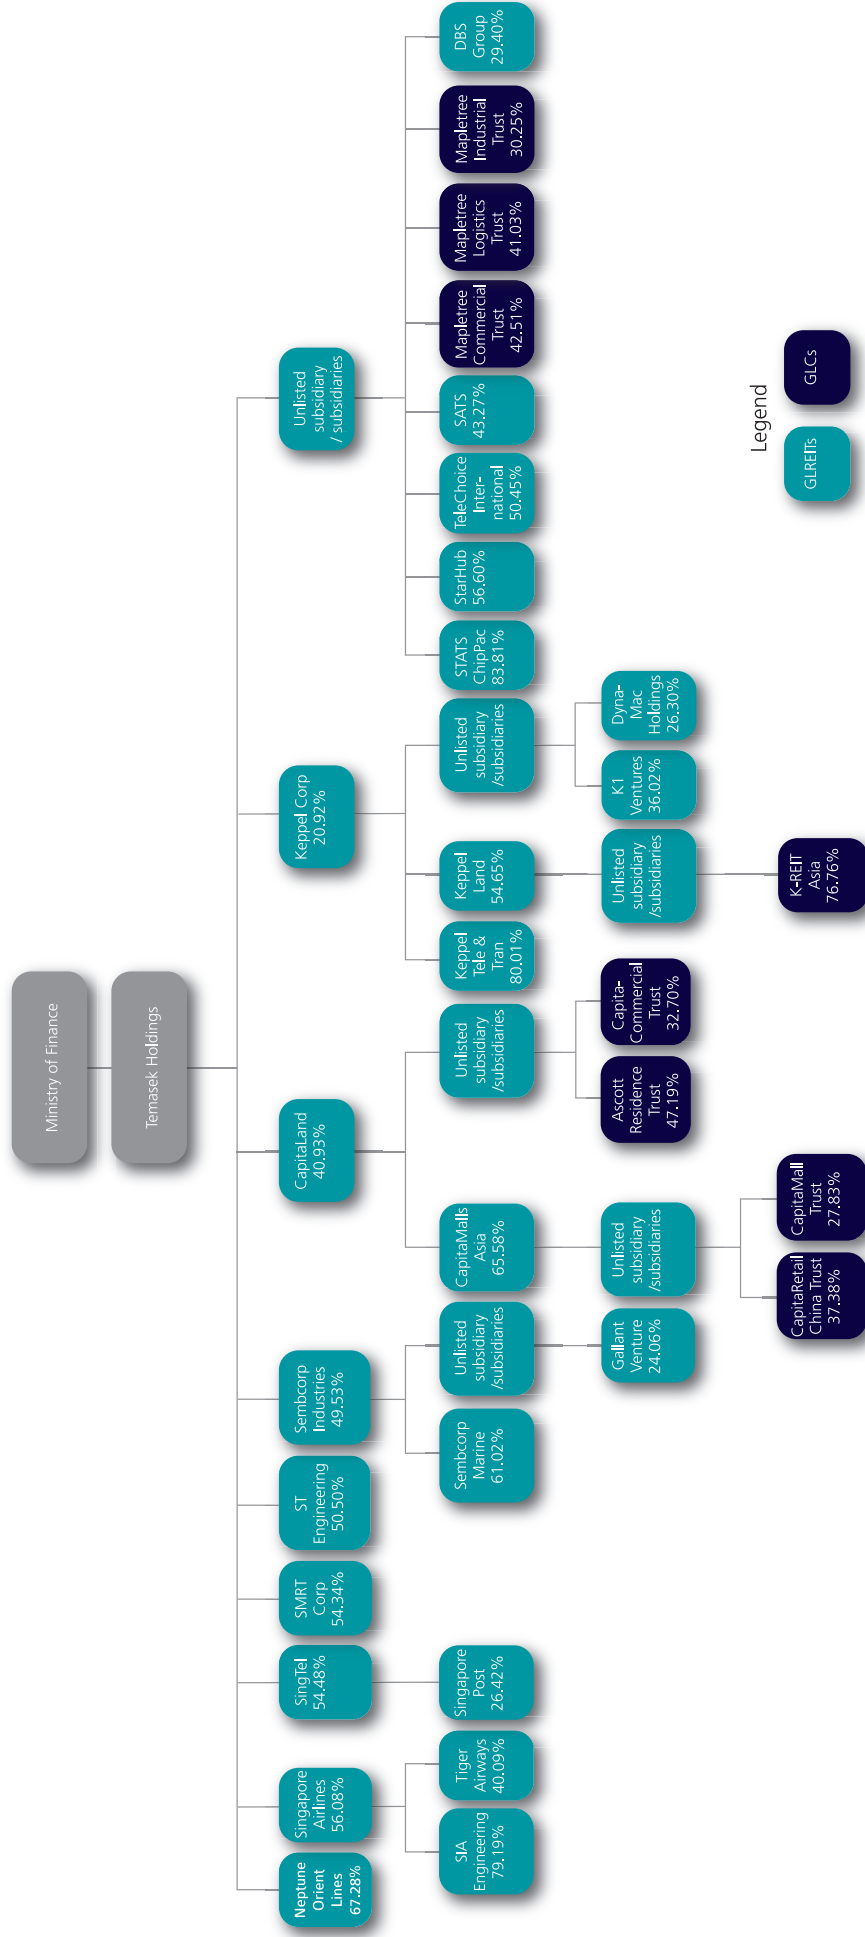 Ministry of Finance
Temasek Holdings
Neptune
Orient
Lines
67.28%
Singapore
Airlines
56.08%
SingTel
54.48%
SMRT
Corp
54.34%
ST
Engineering
50.50%
Sembcorp
Industries
49.53%
CapitaLand
40.93%
Keppel Corp
20.92%
Unlisted
subsidiary
/ subsidiaries
SIA
Engineering
79.19%
Tiger
Airways
40.09%
Singapore
Post
26.42%
Sembcorp
Marine
61.02%
Unlisted
subsidiary
/subsidiaries
CapitaMalls
Asia
65.58%
Unlisted
subsidiary
/subsidiaries
Keppel
Tele &
Tran
80.01%
Keppel
Land
54.65%
Unlisted
subsidiary
/subsidiaries
STATS
ChipPac
83.81%
StarHub
56.60%
TeleChoice
Inter-
national
50.45%
SATS
43.27%
Mapletree
Commercial
Trust
42.51%
Mapletree
Logistics
Trust
41.03%
Mapletree
Industrial
Trust
30.25%
DBS
Group
29.40%
Gallant
Venture
24.06%
Unlisted
subsidiary
/subsidiaries
Ascott
Residence
Trust
47.19%
Capita-
Commercial
Trust
32.70%
Unlisted
subsidiary
/subsidiaries
K1
Ventures
36.02%
Dyna-
Mac
Holdings
26.30%
CapitaRetail
China Trust
37.38%
CapitaMall
Trust
27.83%
K-REIT
Asia
76.76%
Legend
GLREITs
GLCs